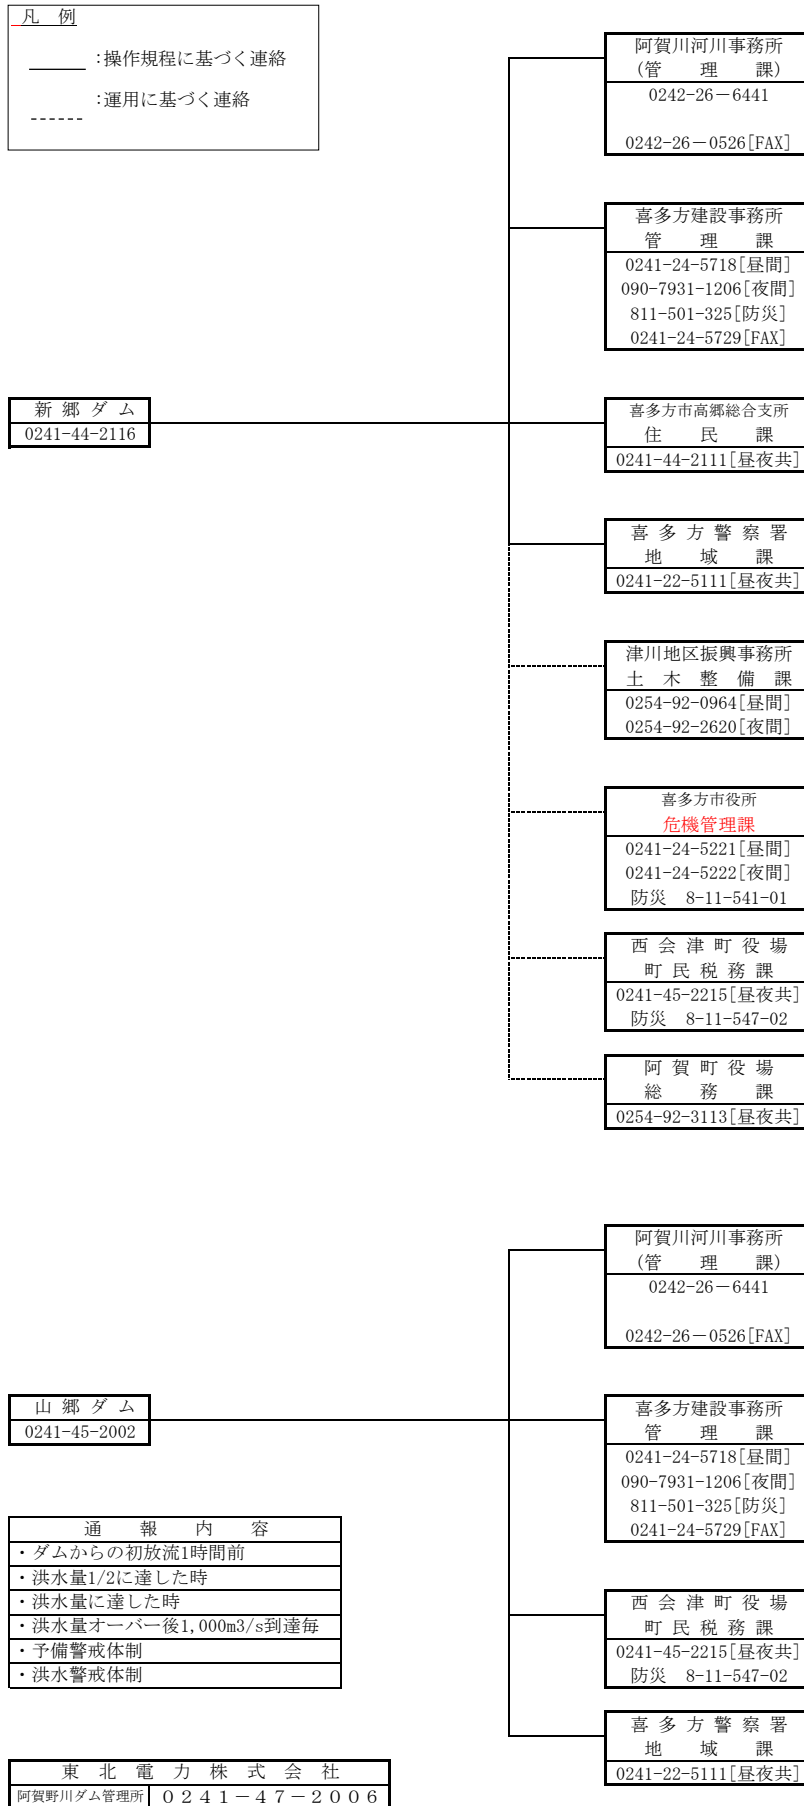 凡 例
:操作規程に基づく連絡
:運用に基づく連絡
阿賀川河川事務所
(管 理 課)
0242-26-6441
0242-26-0526[FAX]
喜多方建設事務所
管 理 課
0241-24-5718[昼間]
090-7931-1206[夜間]
811-501-325[防災]
0241-24-5729[FAX]
新 郷 ダ ム
0241-44-2116
喜多方市高郷総合支所
住 民 課
0241-44-2111[昼夜共]
喜 多 方 警 察 署
地 域 課
0241-22-5111[昼夜共]
津川地区振興事務所
土 木 整 備 課
0254-92-0964[昼間]
0254-92-2620[夜間]
喜多方市役所
危機管理課
0241-24-5221[昼間]
0241-24-5222[夜間]
防災 8-11-541-01
西 会 津 町 役 場
町 民 税 務 課
0241-45-2215[昼夜共]
防災 8-11-547-02
阿 賀 町 役 場
総 務 課
0254-92-3113[昼夜共]
阿賀川河川事務所
(管 理 課)
0242-26-6441
0242-26-0526[FAX]
山 郷 ダ ム
0241-45-2002
喜多方建設事務所
管 理 課
0241-24-5718[昼間]
090-7931-1206[夜間]
811-501-325[防災]
0241-24-5729[FAX]
通 報 内 容
・ダムからの初放流1時間前
・洪水量1/2に達した時
・洪水量に達した時
・洪水量オーバー後1,000m3/s到達毎
・予備警戒体制
・洪水警戒体制
西 会 津 町 役 場
町 民 税 務 課
0241-45-2215[昼夜共]
防災 8-11-547-02
喜 多 方 警 察 署
地 域 課
0241-22-5111[昼夜共]
東 北 電 力 株 式 会 社
阿賀野川ダム管理所 0241-47-2006